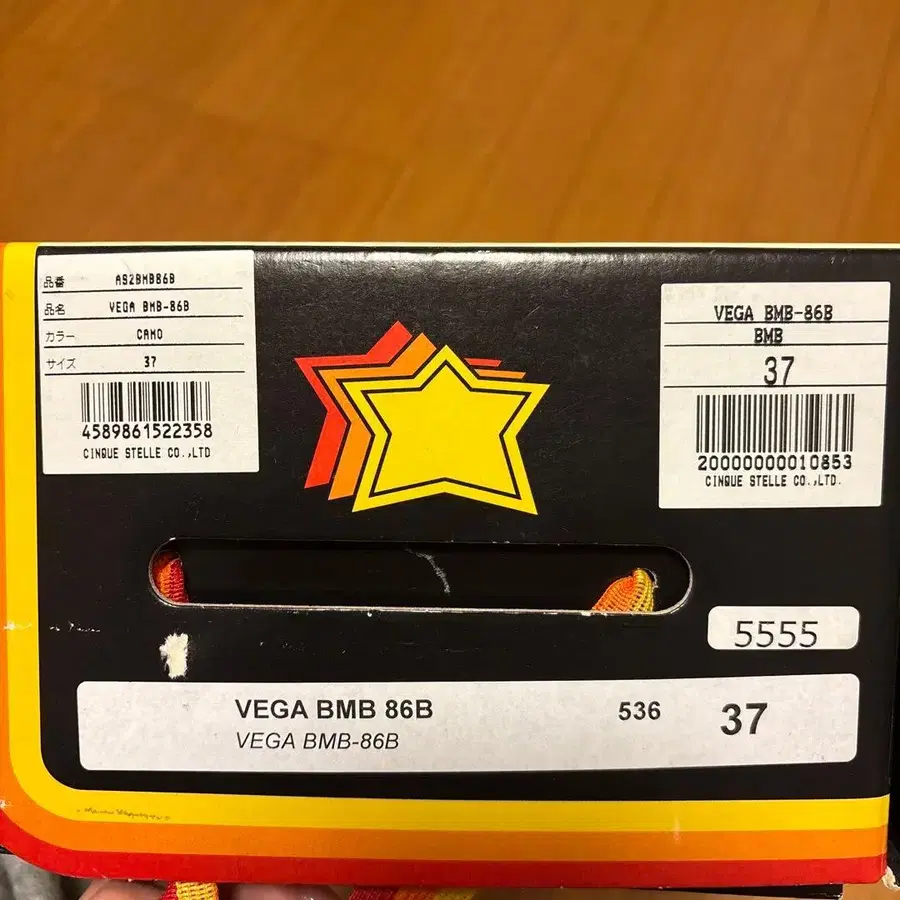 品番 AS2BMB86B
品名 VEGA BMB-86B
カラー CAMO
サイズ 37
4589861522358
CINQUE STELLE CO.,LTD
VEGA BMB-86B
BMB
37
20000000010853
CINQUE STELLE CO.,LTD.
5555
VEGA BMB 86B 536 37
VEGA BMB-86B